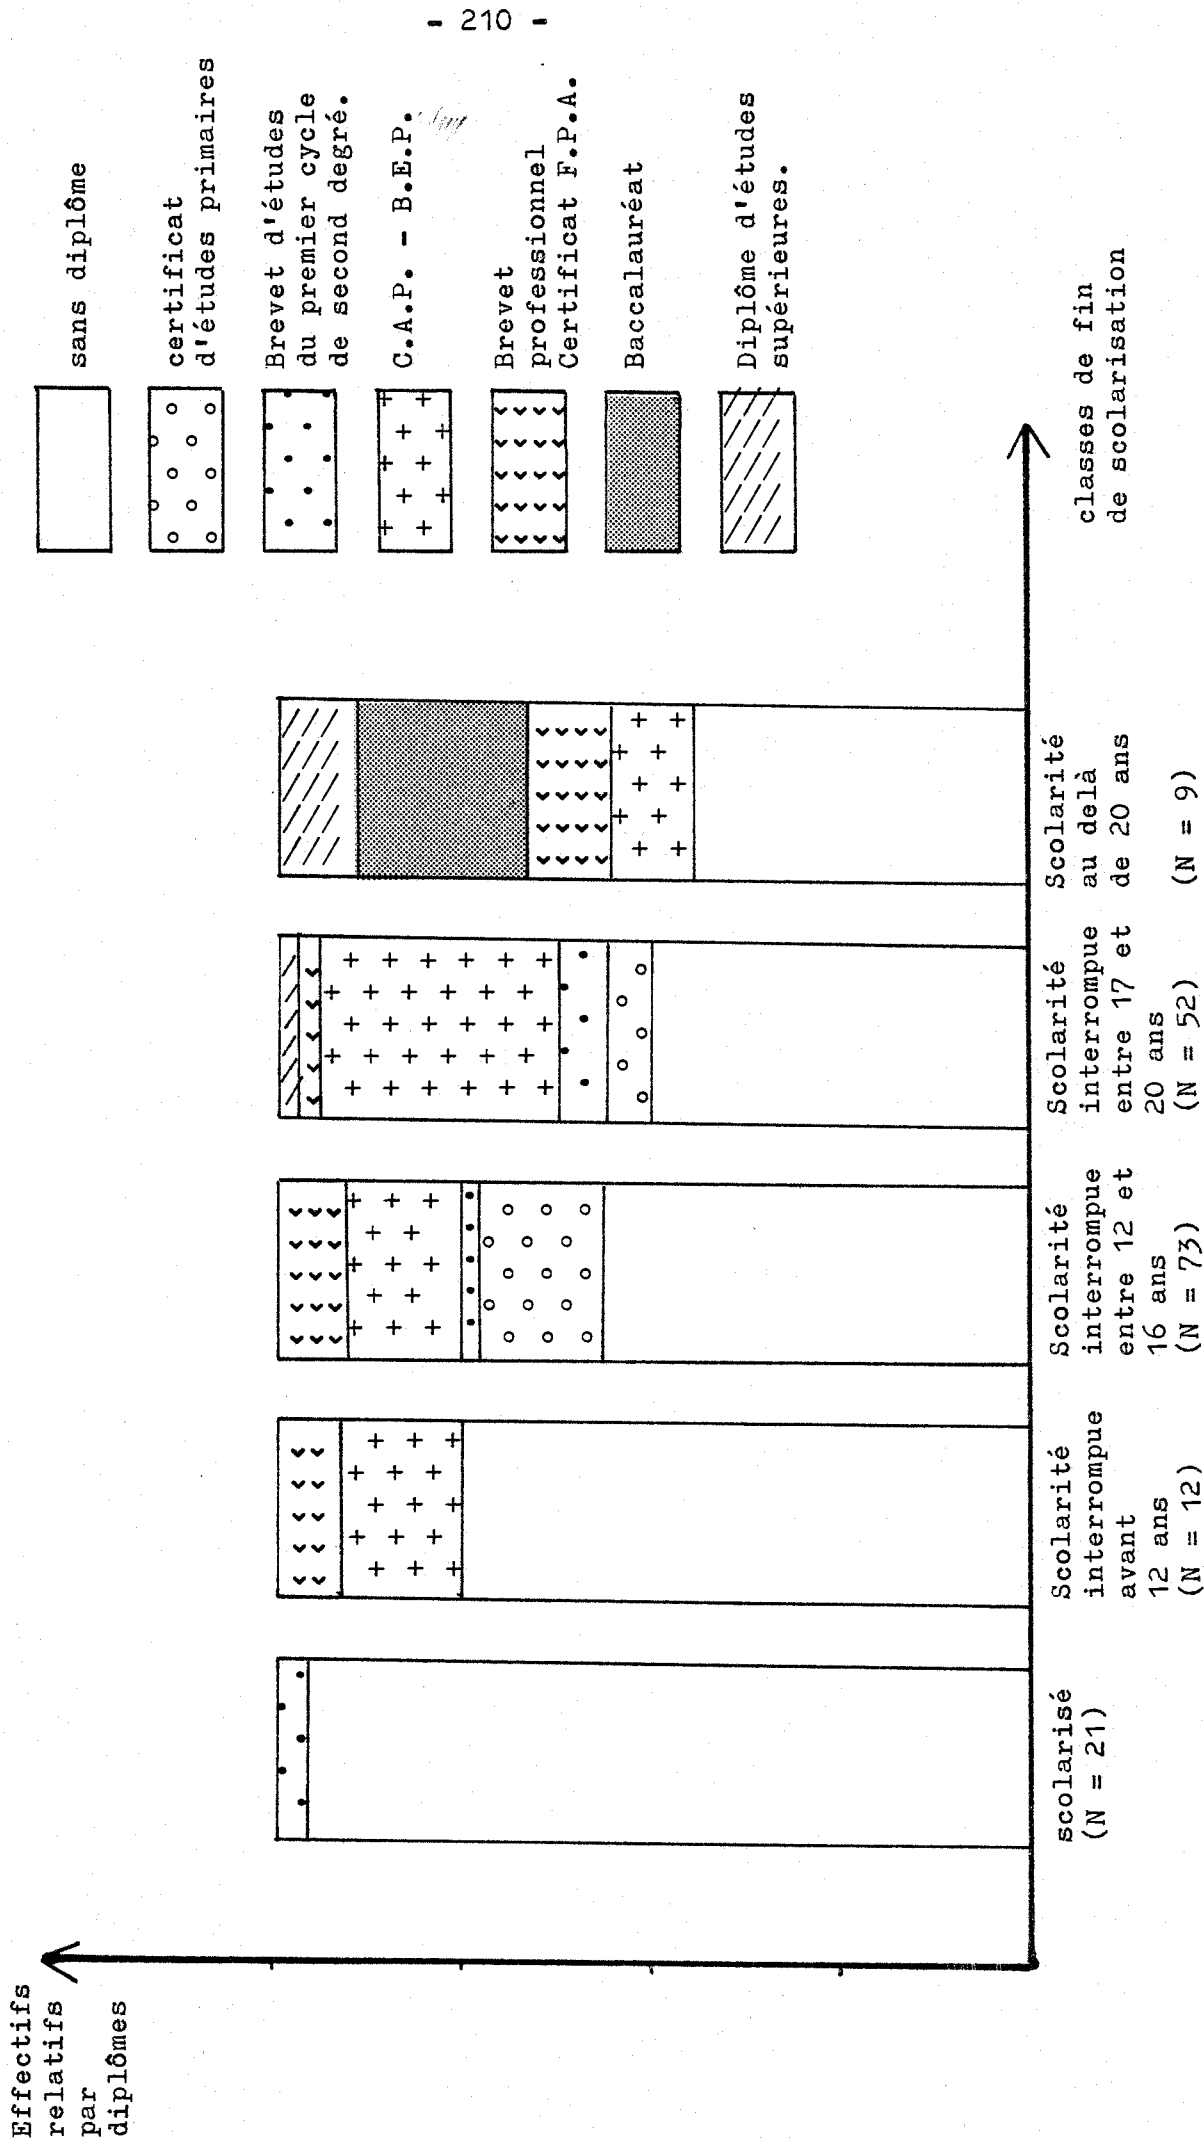 - 210 -
Effectifs
relatifs
par
diplômes
sans diplôme
certificat
d'études primaires
Brevet d'études
du premier cycle
de second degré.
C.A.P. - B.E.P.
Brevet
professionnel
Certificat F.P.A.
Baccalauréat
Diplôme d'études
supérieures.
classes de fin
de scolarisation
scolarisé
(N = 21)
Scolarité
interrompue
avant
12 ans
(N = 12)
Scolarité
interrompue
entre 12 et
16 ans
(N = 73)
Scolarité
interrompue
entre 17 et
20 ans
(N = 52)
Scolarité
au delà
de 20 ans
(N = 9)